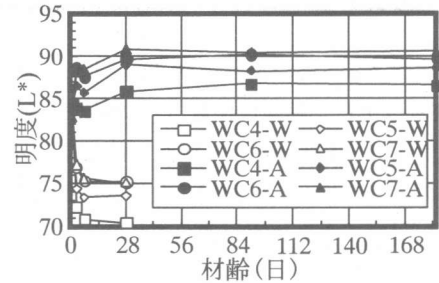 95
90
85
80
75
70
明度(L*)
WC4-W
WC5-W
WC6-W
WC7-W
WC4-A
WC5-A
WC6-A
WC7-A
0 28 56 84 112 140 168
材齢(日)